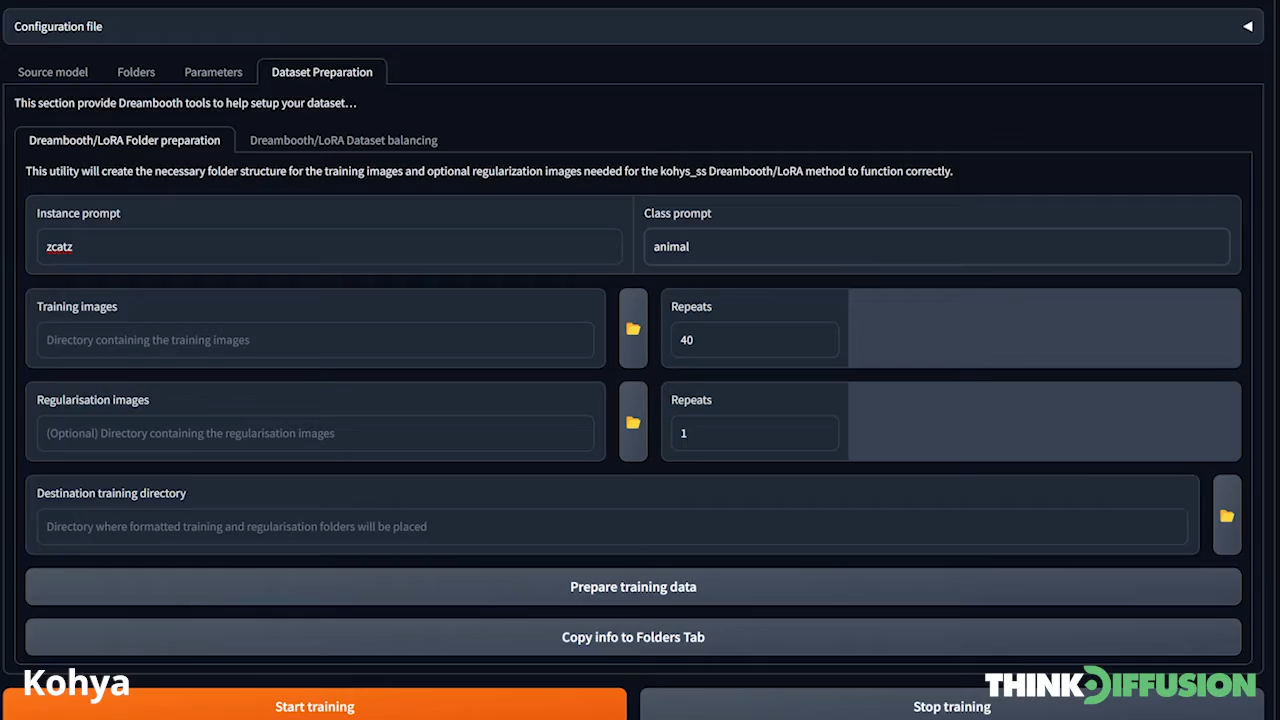 Configuration file
Source model Folders Parameters Dataset Preparation
This section provide Dreambooth tools to help setup your dataset...
Dreambooth/LoRA Folder preparation Dreambooth/LoRA Dataset balancing
This utility will create the necessary folder structure for the training images and optional regularization images needed for the kohys_ss Dreambooth/LoRA method to function correctly.
Instance prompt Class prompt
zcatz animal
Training images Repeats
Directory containing the training images 40
Regularisation images Repeats
(Optional) Directory containing the regularisation images 1
Destination training directory
Directory where formatted training and regularisation folders will be placed
Prepare training data
Copy info to Folders Tab
Kohya THINKDIFFUSION
Start training Stop training